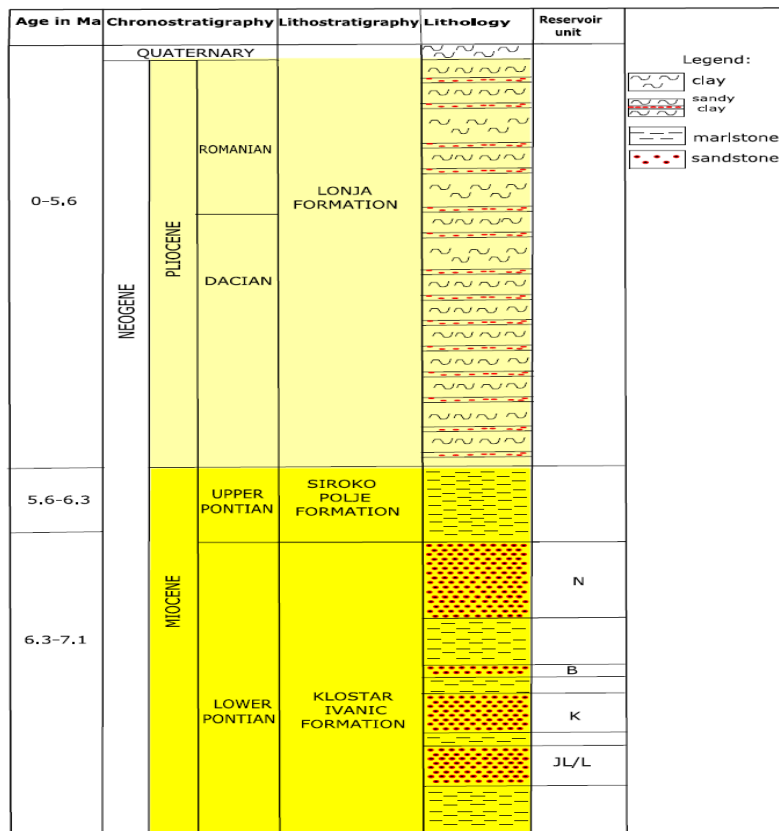 Age in Ma Chronostratigraphy Lithostratigraphy Lithology Reservoir
unit
QUATERNARY
Legend:
clay
sandy
clay
marlstone
sandstone
0-5.6
NEOGENE
PLIOCENE
ROMANIAN
DACIAN
LONJA
FORMATION
5.6-6.3
MIOCENE
UPPER
PONTIAN
SIROKO
POLJE
FORMATION
6.3-7.1
LOWER
PONTIAN
KLOSTAR
IVANIC
FORMATION
N
B
K
JL/L